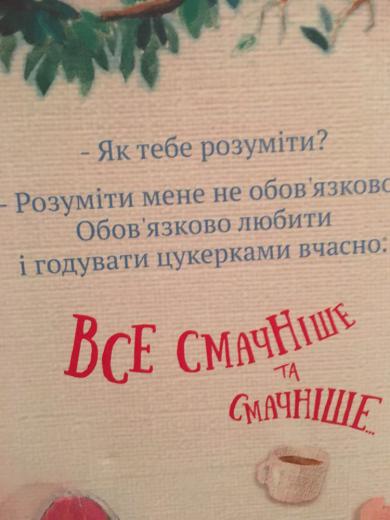 - Як тебе розуміти?
- Розуміти мене не обов'язково
Обов'язково любити
і годувати цукерками вчасно:
ВСЕ СМАЧНІШЕ
ТА
СМАЧНІШЕ...